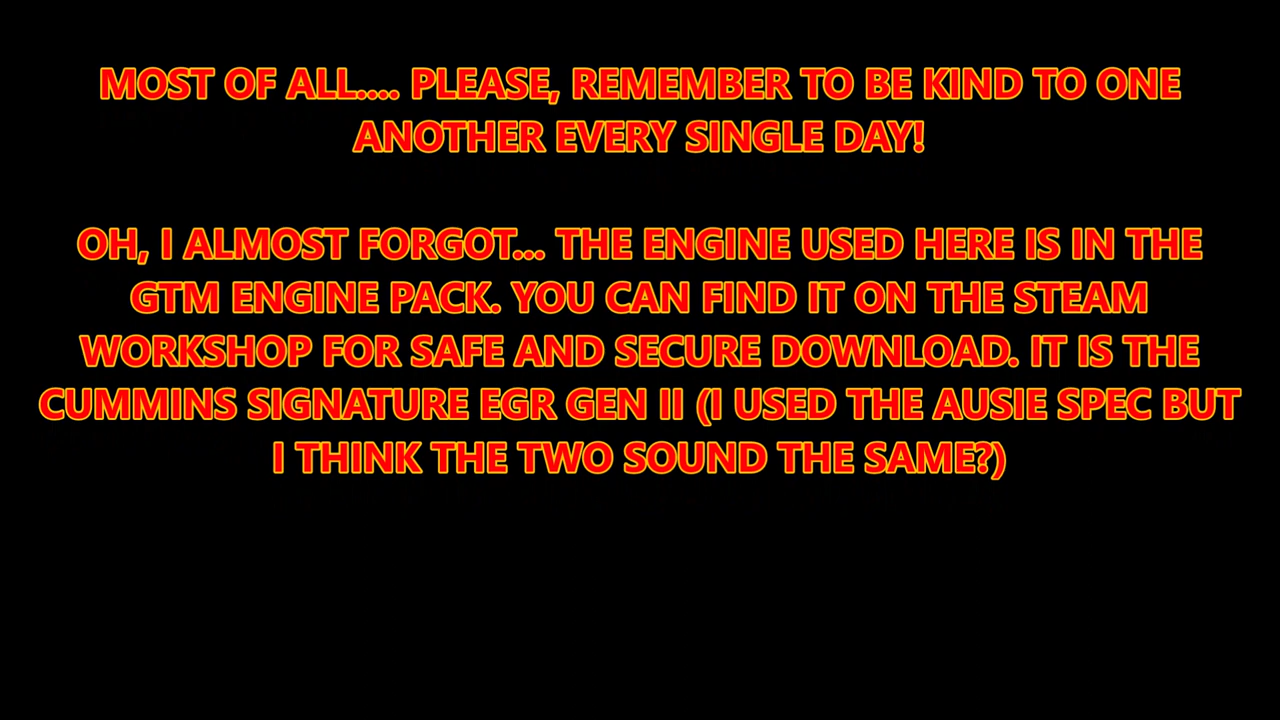 MOST OF ALL.... PLEASE, REMEMBER TO BE KIND TO ONE
ANOTHER EVERY SINGLE DAY!
OH, I ALMOST FORGOT... THE ENGINE USED HERE IS IN THE
GTM ENGINE PACK. YOU CAN FIND IT ON THE STEAM
WORKSHOP FOR SAFE AND SECURE DOWNLOAD. IT IS THE
CUMMINS SIGNATURE EGR GEN II (I USED THE AUSIE SPEC BUT
I THINK THE TWO SOUND THE SAME?)